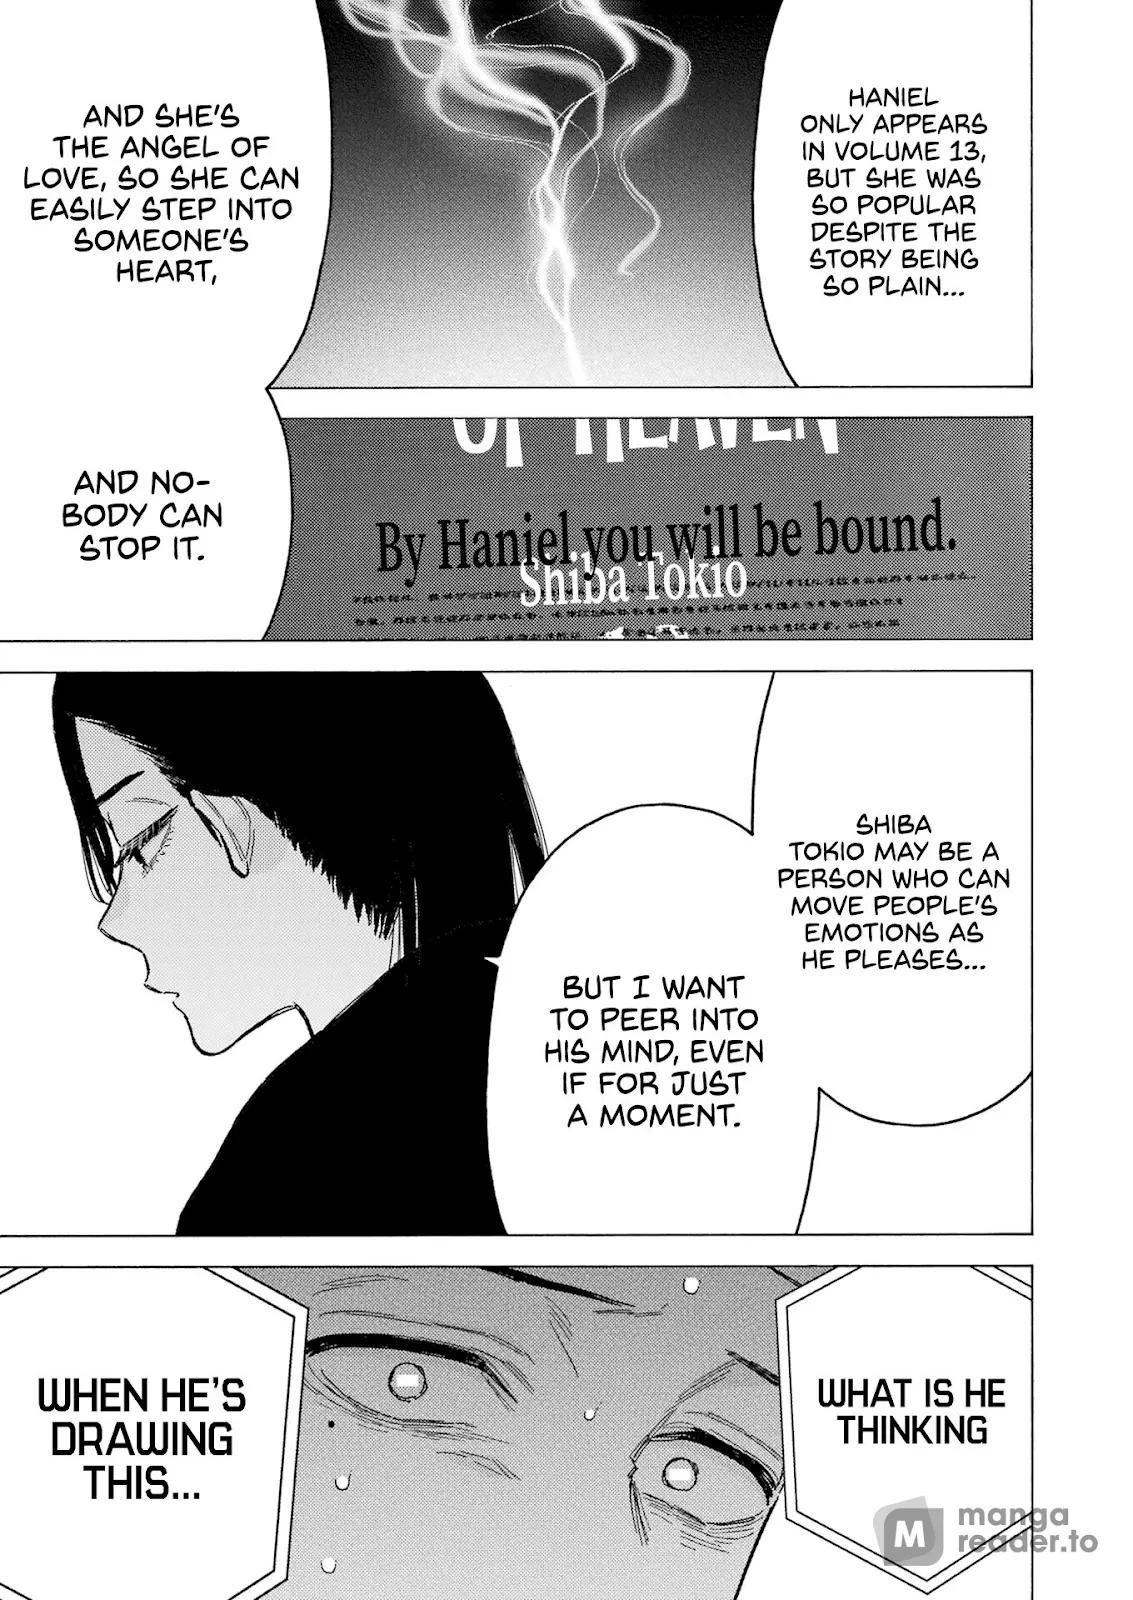 HANIEL
ONLY APPEARS
IN VOLUME 13,
BUT SHE WAS
SO POPULAR
DESPITE THE
STORY BEING
SO PLAIN...
AND SHE'S
THE ANGEL OF
LOVE, SO SHE CAN
EASILY STEP INTO
SOMEONE'S
HEART,
AND NO-
BODY CAN
STOP IT.
OF HEAVEN
By Haniel you will be bound.
Shiba Tokio
SHIBA
TOKIO MAY BE A
PERSON WHO CAN
MOVE PEOPLE'S
EMOTIONS AS
HE PLEASES...
BUT I WANT
TO PEER INTO
HIS MIND, EVEN
IF FOR JUST
A MOMENT.
WHAT IS HE
THINKING
WHEN HE'S
DRAWING
THIS...
M manga
reader.to